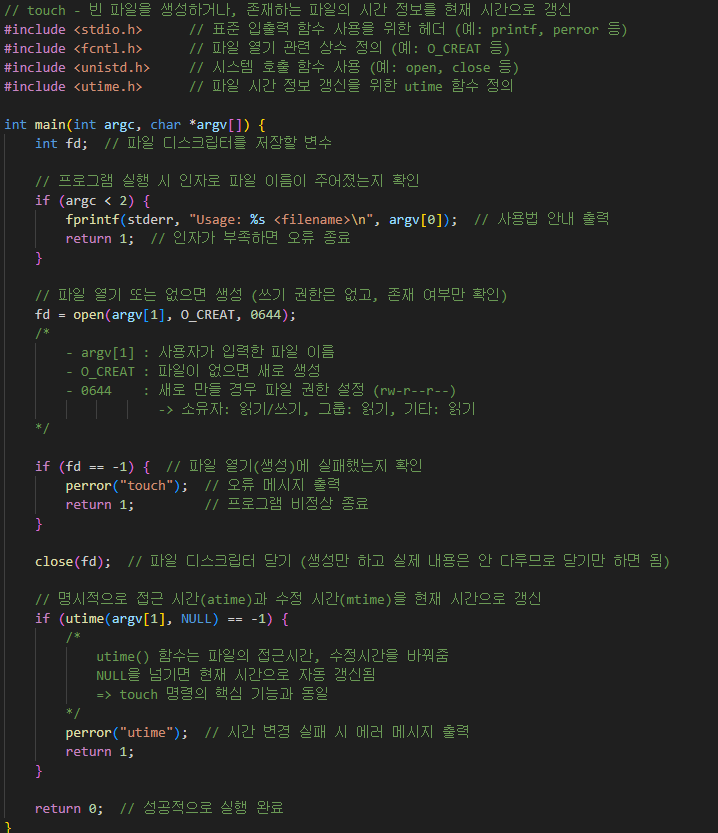 // touch - 빈 파일을 생성하거나, 존재하는 파일의 시간 정보를 현재 시간으로 갱신
#include <stdio.h>      // 표준 입출력 함수 사용을 위한 헤더 (예: printf, perror 등)
#include <fcntl.h>      // 파일 열기 관련 상수 정의 (예: O_CREAT 등)
#include <unistd.h>     // 시스템 호출 함수 사용 (예: open, close 등)
#include <utime.h>      // 파일 시간 정보 갱신을 위한 utime 함수 정의

int main(int argc, char *argv[]) {
    int fd;  // 파일 디스크립터를 저장할 변수

    // 프로그램 실행 시 인자로 파일 이름이 주어졌는지 확인
    if (argc < 2) {
        fprintf(stderr, "Usage: %s <filename>\n", argv[0]);  // 사용법 안내 출력
        return 1;  // 인자가 부족하면 오류 종료
    }

    // 파일 열기 또는 없으면 생성 (쓰기 권한은 없고, 존재 여부만 확인)
    fd = open(argv[1], O_CREAT, 0644);
    /*
        - argv[1] : 사용자가 입력한 파일 이름
        - O_CREAT : 파일이 없으면 새로 생성
        - 0644    : 새로 만들 경우 파일 권한 설정 (rw-r--r--)
                    -> 소유자: 읽기/쓰기, 그룹: 읽기, 기타: 읽기
    */

    if (fd == -1) {  // 파일 열기(생성)에 실패했는지 확인
        perror("touch");  // 오류 메시지 출력
        return 1;         // 프로그램 비정상 종료
    }

    close(fd);  // 파일 디스크립터 닫기 (생성만 하고 실제 내용은 안 다루므로 닫기만 하면 됨)

    // 명시적으로 접근 시간(atime)과 수정 시간(mtime)을 현재 시간으로 갱신
    if (utime(argv[1], NULL) == -1) {
        /*
            utime() 함수는 파일의 접근시간, 수정시간을 바꿔줌
            NULL을 넘기면 현재 시간으로 자동 갱신됨
            => touch 명령의 핵심 기능과 동일
        */
        perror("utime");  // 시간 변경 실패 시 에러 메시지 출력
        return 1;
    }

    return 0;  // 성공적으로 실행 완료
}